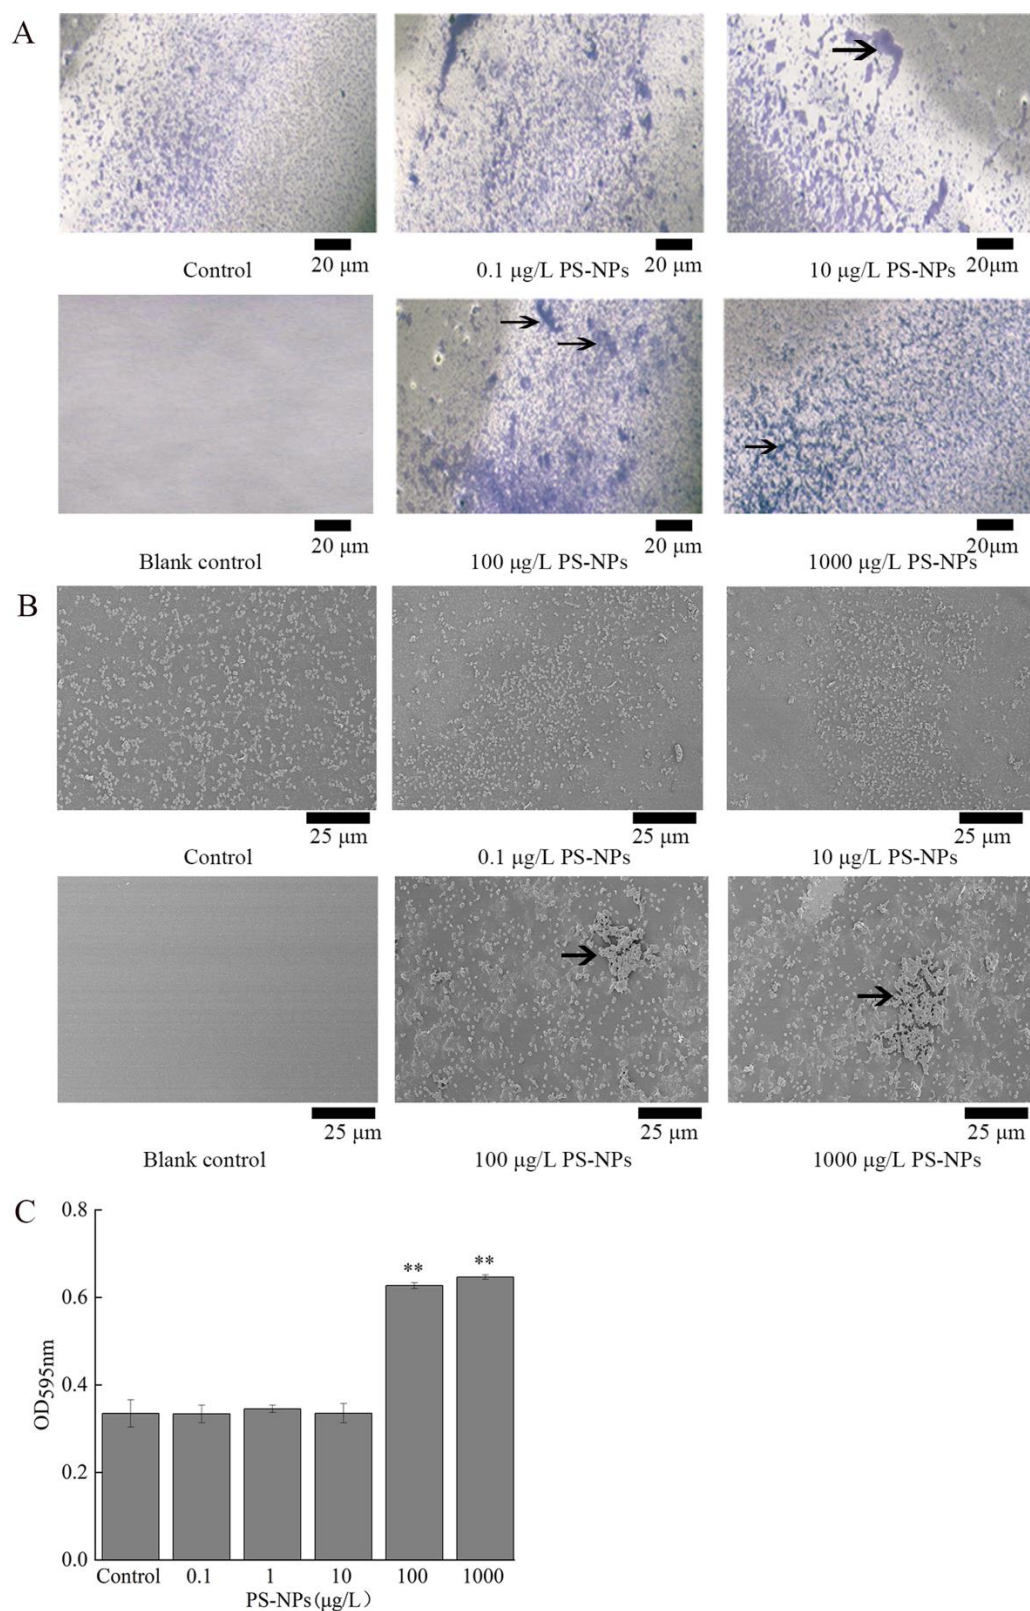 A
20 μm 20 μm 20μm
Control 0.1 μg/L PS-NPs 10 μg/L PS-NPs
20 μm 20 μm 20μm
Blank control 100 μg/L PS-NPs 1000 μg/L PS-NPs
B
25 μm 25 μm 25 μm
Control 0.1 μg/L PS-NPs 10 μg/L PS-NPs
25 μm 25 μm 25 μm
Blank control 100 μg/L PS-NPs 1000 μg/L PS-NPs
C
0.8
** **
0.6
0.4
0.2
0.0
OD595nm
Control 0.1 1 10 100 1000
PS-NPs(μg/L)